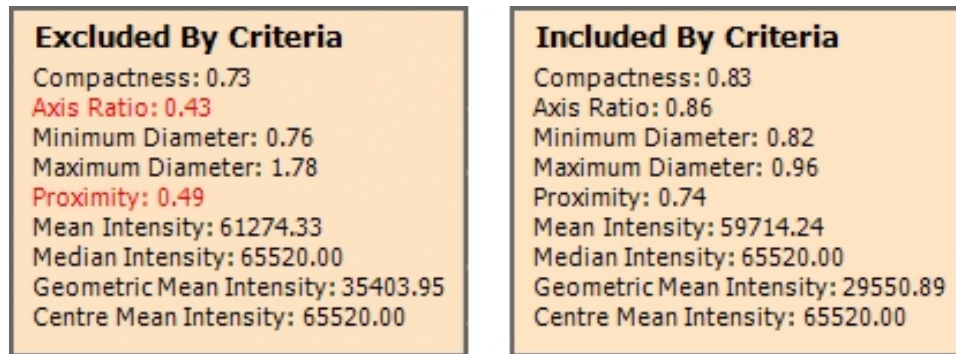 Excluded By Criteria
Compactness: 0.73
Axis Ratio: 0.43
Minimum Diameter: 0.76
Maximum Diameter: 1.78
Proximity: 0.49
Mean Intensity: 61274.33
Median Intensity: 65520.00
Geometric Mean Intensity: 35403.95
Centre Mean Intensity: 65520.00
Included By Criteria
Compactness: 0.83
Axis Ratio: 0.86
Minimum Diameter: 0.82
Maximum Diameter: 0.96
Proximity: 0.74
Mean Intensity: 59714.24
Median Intensity: 65520.00
Geometric Mean Intensity: 29550.89
Centre Mean Intensity: 65520.00